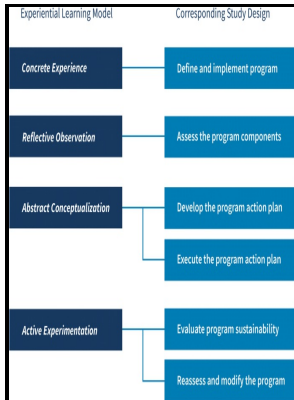 Experiential Learning Model
Corresponding Study Design
Concrete Experience
Define and implement program
Reflective Observation
Assess the program components
Abstract Conceptualization
Develop the program action plan
Execute the program action plan
Active Experimentation
Evaluate program sustainability
Reassess and modify the program